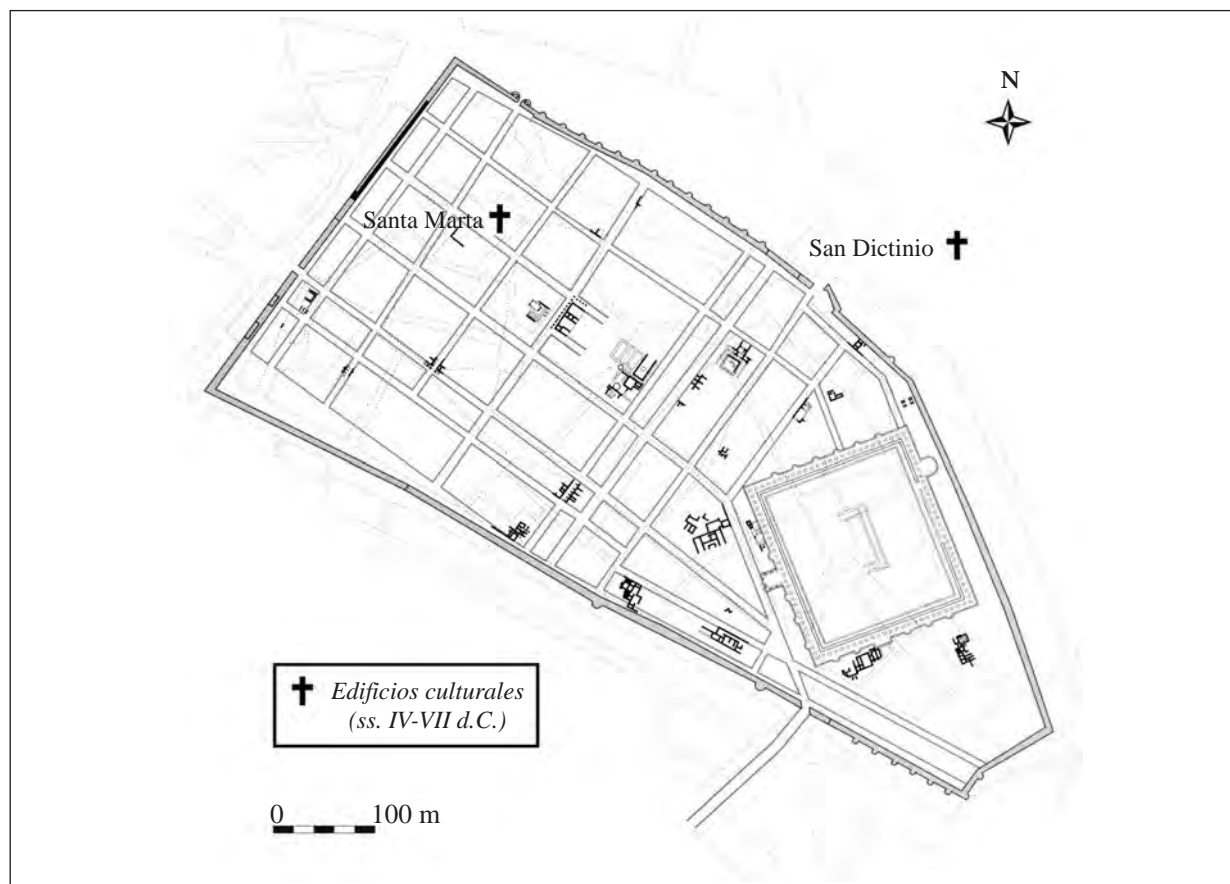 N
Santa Marta
San Dictinio
Edificios culturales
(ss. IV-VII d.C.)
0 100 m